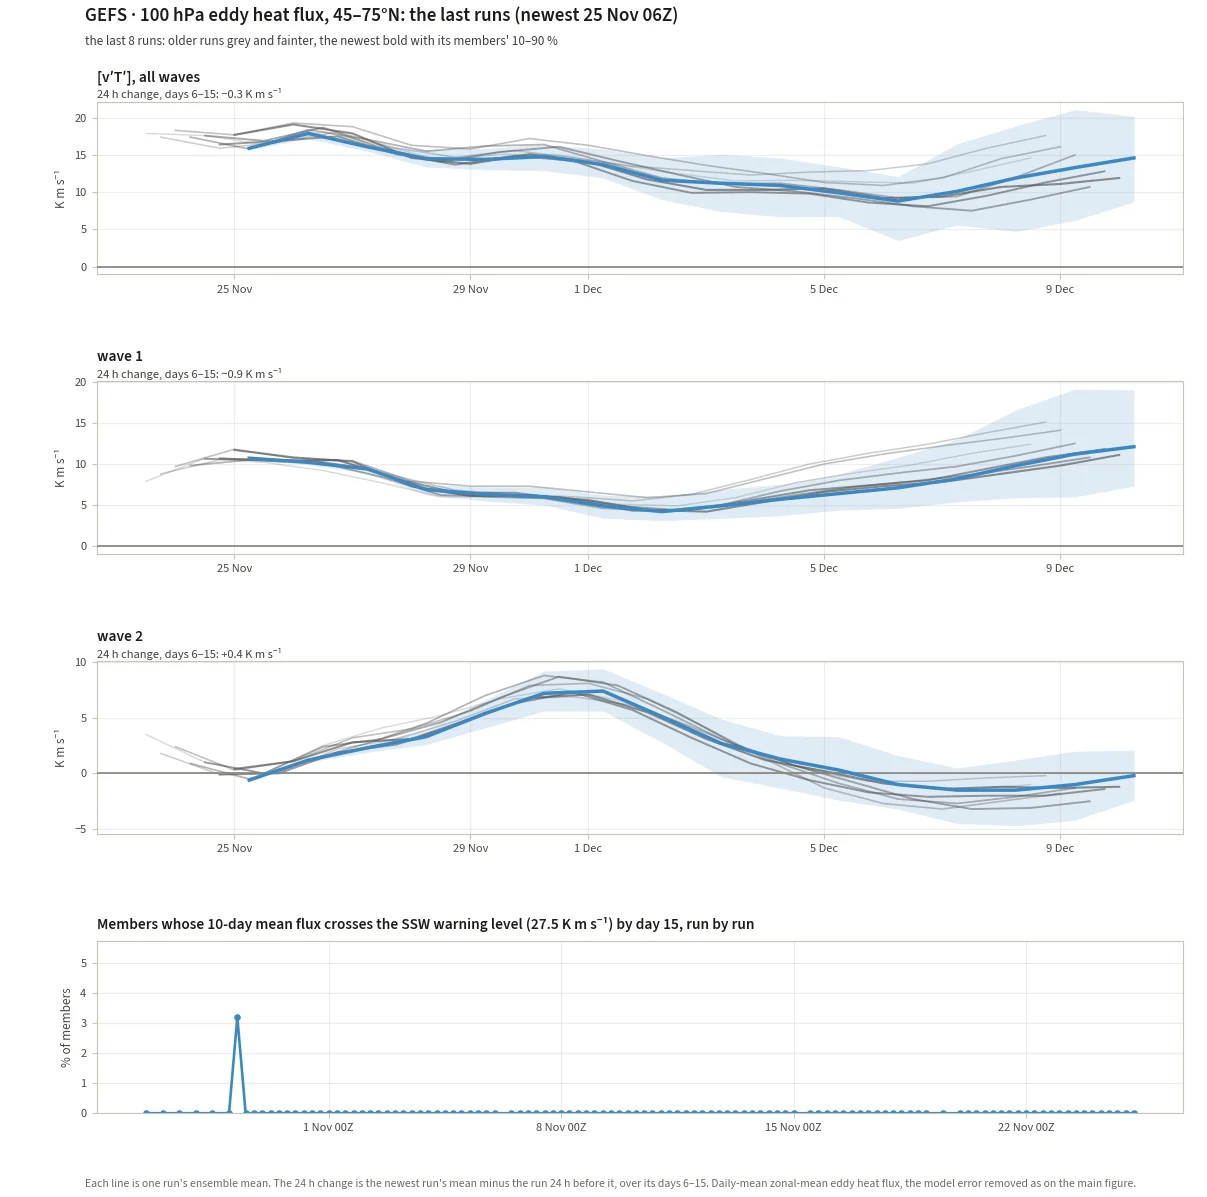 GEFS · 100 hPa eddy heat flux, 45–75°N: the last runs (newest 25 Nov 06Z)
the last 8 runs: older runs grey and fainter, the newest bold with its members' 10–90 %
[v′T′], all waves
24 h change, days 6–15: −0.3 K m s⁻¹
20
15
10
5
0
K m s⁻¹
25 Nov
29 Nov
1 Dec
5 Dec
9 Dec
wave 1
24 h change, days 6–15: −0.9 K m s⁻¹
20
15
10
5
0
K m s⁻¹
25 Nov
29 Nov
1 Dec
5 Dec
9 Dec
wave 2
24 h change, days 6–15: +0.4 K m s⁻¹
10
5
0
−5
K m s⁻¹
25 Nov
29 Nov
1 Dec
5 Dec
9 Dec
Members whose 10-day mean flux crosses the SSW warning level (27.5 K m s⁻¹) by day 15, run by run
5
4
3
2
1
0
% of members
1 Nov 00Z
8 Nov 00Z
15 Nov 00Z
22 Nov 00Z
Each line is one run's ensemble mean. The 24 h change is the newest run's mean minus the run 24 h before it, over its days 6–15. Daily-mean zonal-mean eddy heat flux, the model error removed as on the main figure.